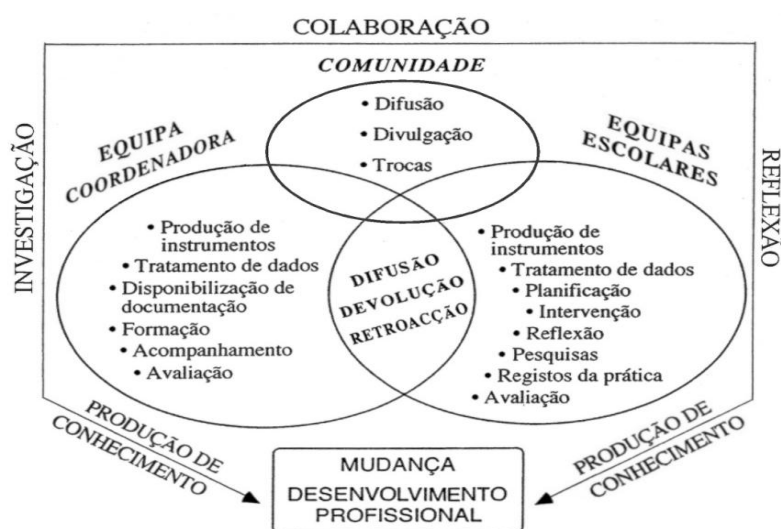 COLABORAÇÃO
COMUNIDADE
• Difusão
• Divulgação
• Trocas
EQUIPA
COORDENADORA
EQUIPAS
ESCOLARES
INVESTIGAÇÃO
REFLEXÃO
• Produção de
instrumentos
• Tratamento de dados
• Disponibilização de
documentação
• Formação
• Acompanhamento
• Avaliação
DIFUSÃO
DEVOLUÇÃO
RETROACÇÃO
• Produção de
instrumentos
• Tratamento de dados
• Planificação
• Intervenção
• Reflexão
• Pesquisas
• Registos da prática
• Avaliação
PRODUÇÃO DE
CONHECIMENTO
PRODUÇÃO DE
CONHECIMENTO
MUDANÇA
DESENVOLVIMENTO
PROFISSIONAL